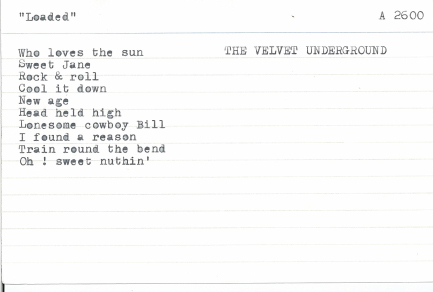 "Loaded" A 2600
Who loves the sun THE VELVET UNDERGROUND
Sweet Jane
Rock & roll
Cool it down
New age
Head held high
Lonesome cowboy Bill
I found a reason
Train round the bend
Oh ! sweet nuthin'